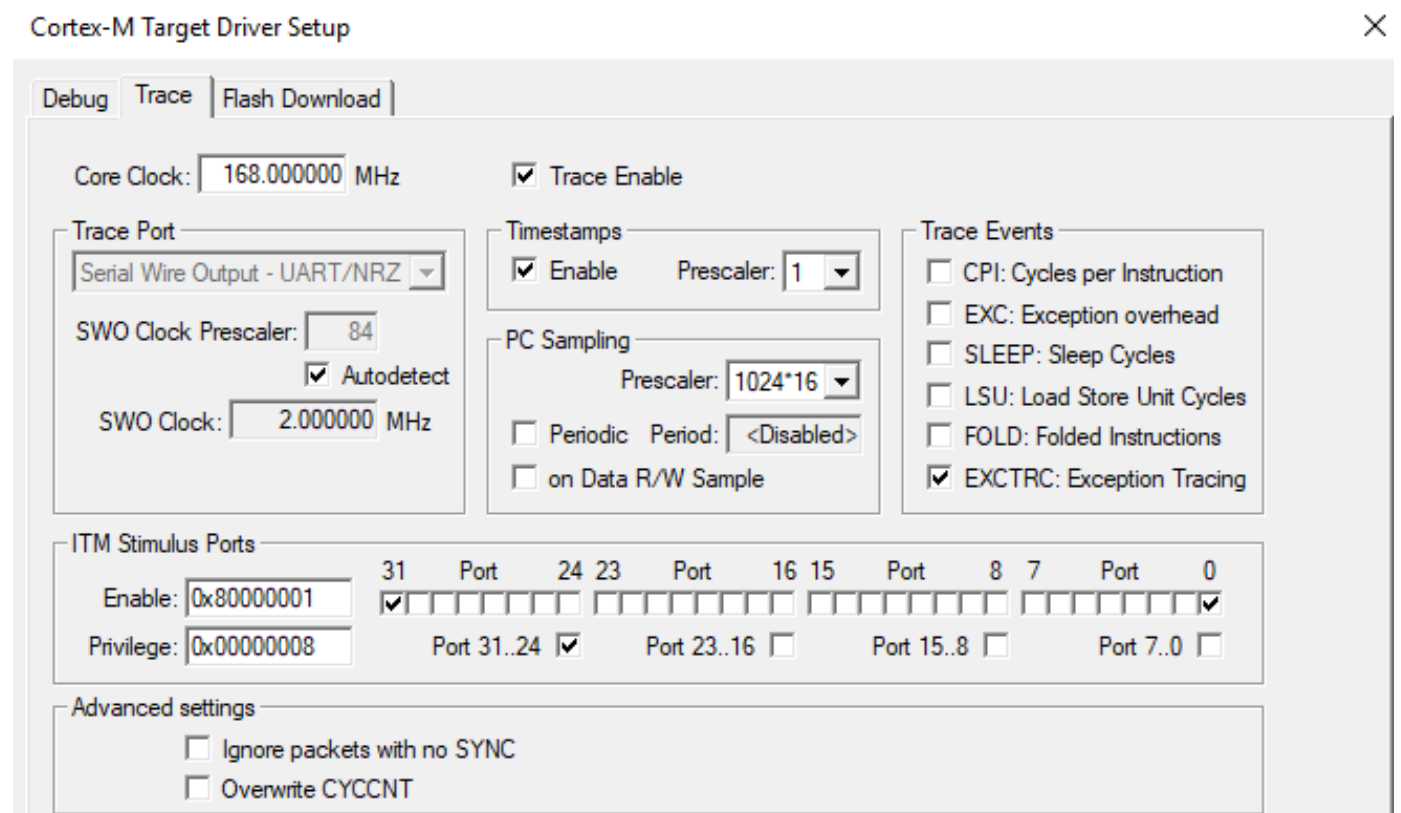 Cortex-M Target Driver Setup
Debug Trace Flash Download
Core Clock: 168.000000 MHz Trace Enable
Trace Port
Serial Wire Output - UART/NRZ
SWO Clock Prescaler: 84
Autodetect
SWO Clock: 2.000000 MHz
Timestamps
Enable Prescaler: 1
PC Sampling
Prescaler: 1024*16
Periodic Period: <Disabled>
on Data R/W Sample
Trace Events
CPI: Cycles per Instruction
EXC: Exception overhead
SLEEP: Sleep Cycles
LSU: Load Store Unit Cycles
FOLD: Folded Instructions
EXCTRC: Exception Tracing
ITM Stimulus Ports
31 Port 24 23 Port 16 15 Port 8 7 Port 0
Enable: 0x80000001
Privilege: 0x00000008 Port 31..24 Port 23..16 Port 15..8 Port 7..0
Advanced settings
Ignore packets with no SYNC
Overwrite CYCCNT